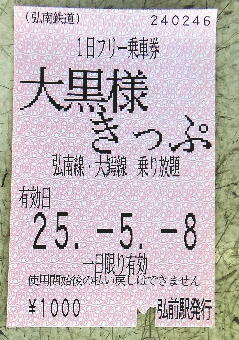 (弘南鉄道) 240246
1日フリー乗車券
大黒様
きっぷ
弘南線・大鰐線 乗り放題
有効日
25.-5.-8
一日限り有効
使用開始後の払い戻しはできません
¥1000 弘前駅発行